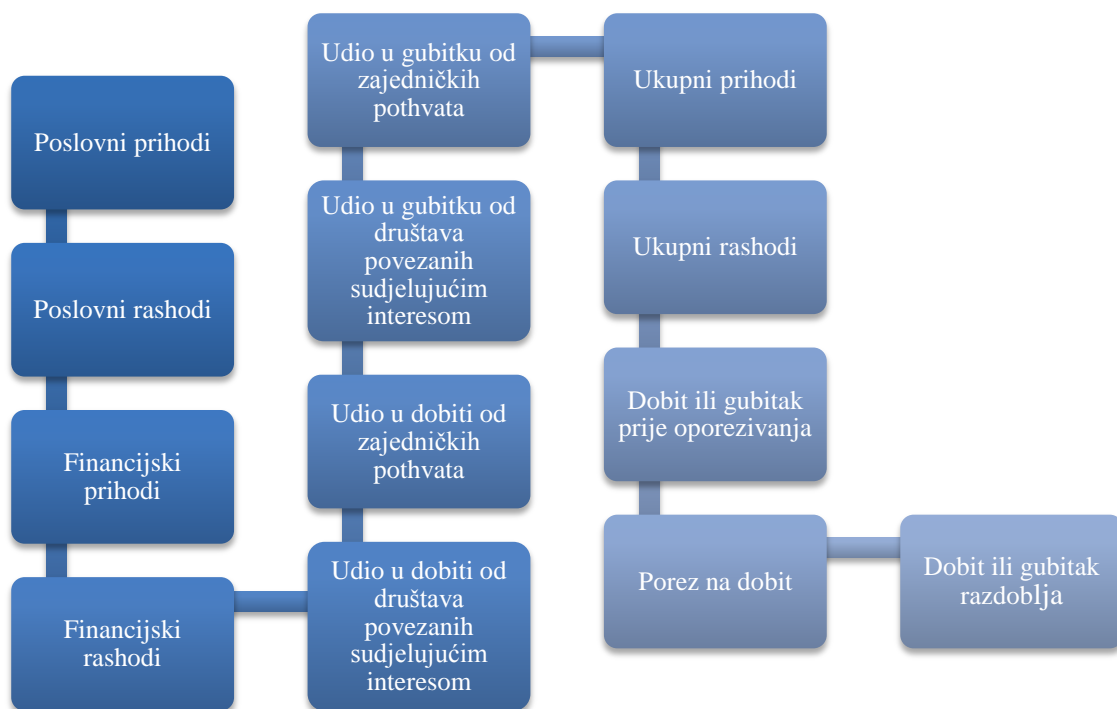 Poslovni prihodi
Poslovni rashodi
Financijski
prihodi
Financijski
rashodi
Udio u dobiti od
društava
povezanih
sudjelujućim
interesom
Udio u dobiti od
zajedničkih
pothvata
Udio u gubitku od
društava
povezanih
sudjelujućim
interesom
Udio u gubitku od
zajedničkih
pothvata
Ukupni prihodi
Ukupni rashodi
Dobit ili gubitak
prije oporezivanja
Porez na dobit
Dobit ili gubitak
razdoblja